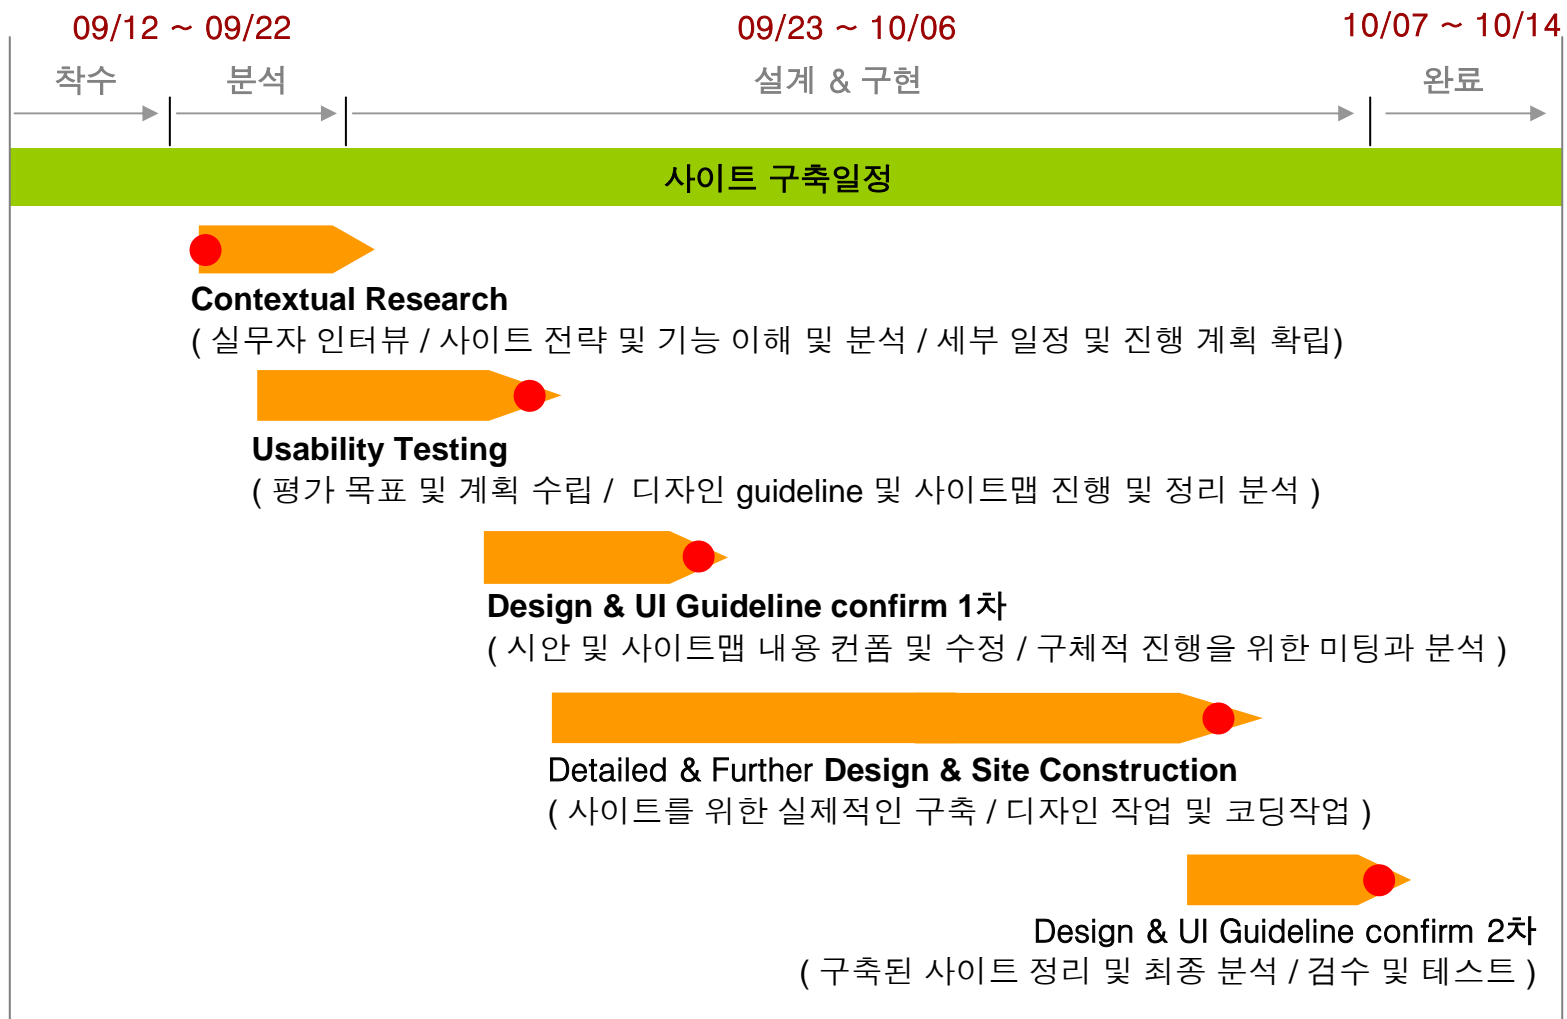 09/12 ~ 09/22
09/23 ~ 10/06
10/07 ~ 10/14
착수
분석
설계 & 구현
완료
사이트 구축일정
Contextual Research
( 실무자 인터뷰 / 사이트 전략 및 기능 이해 및 분석 / 세부 일정 및 진행 계획 확립)
Usability Testing
( 평가 목표 및 계획 수립 / 디자인 guideline 및 사이트맵 진행 및 정리 분석 )
Design & UI Guideline confirm 1차
( 시안 및 사이트맵 내용 컨폼 및 수정 / 구체적 진행을 위한 미팅과 분석 )
Detailed & Further Design & Site Construction
( 사이트를 위한 실제적인 구축 / 디자인 작업 및 코딩작업 )
Design & UI Guideline confirm 2차
( 구축된 사이트 정리 및 최종 분석 / 검수 및 테스트 )